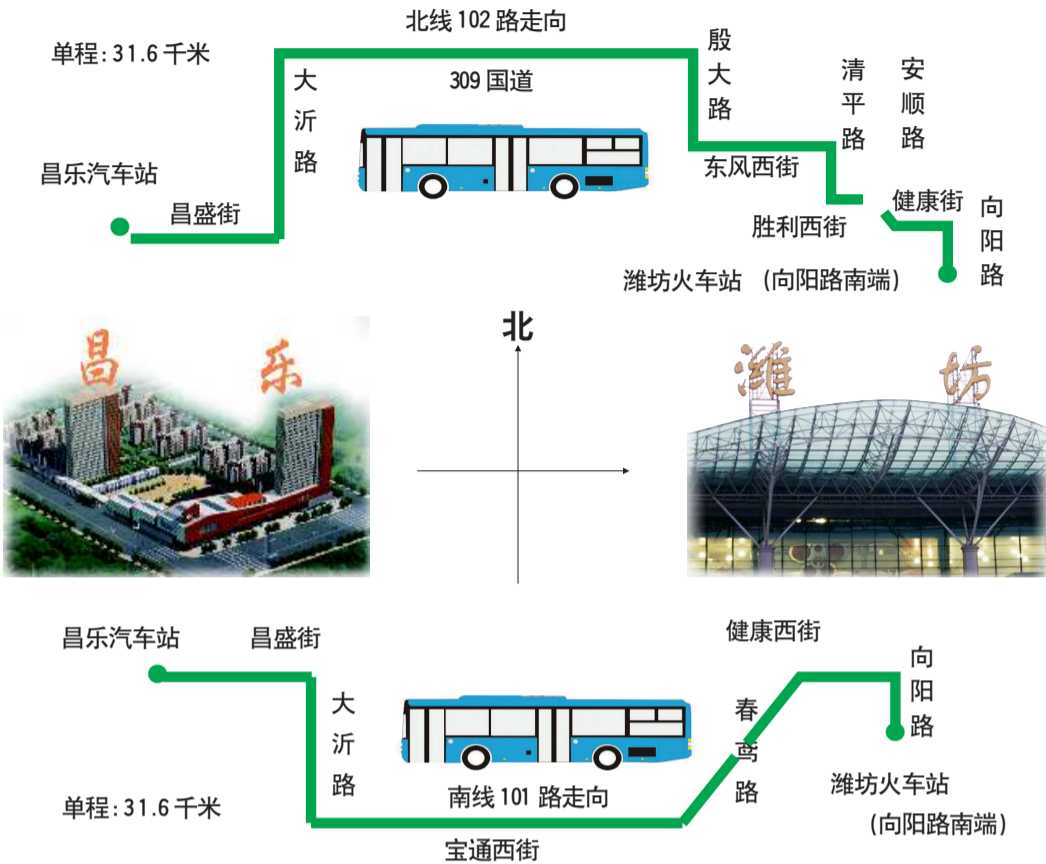 北线 102 路走向
单程: 31.6 千米
309 国道
大沂路
殷大路
清平路
安顺路
昌乐汽车站
昌盛街
东风西街
胜利西街
健康街
向阳路
潍坊火车站 (向阳路南端)
北
昌 乐
潍 坊
昌乐汽车站
昌盛街
健康西街
向阳路
大沂路
春鸢路
南线 101 路走向
单程: 31.6 千米
宝通西街
潍坊火车站
(向阳路南端)